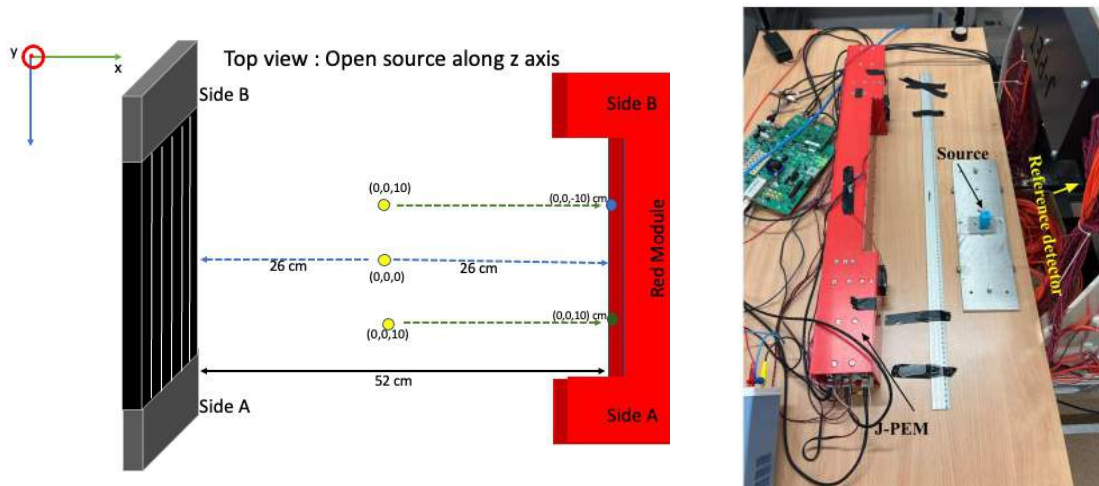 y
x
Top view : Open source along z axis
Side B
Side B
(0,0,10)
(0,0,-10) cm
26 cm
26 cm
(0,0,0)
Red Module
(0,0,10)
(0,0,10) cm
52 cm
Side A
Side A
Source
Reference detector
J-PEM